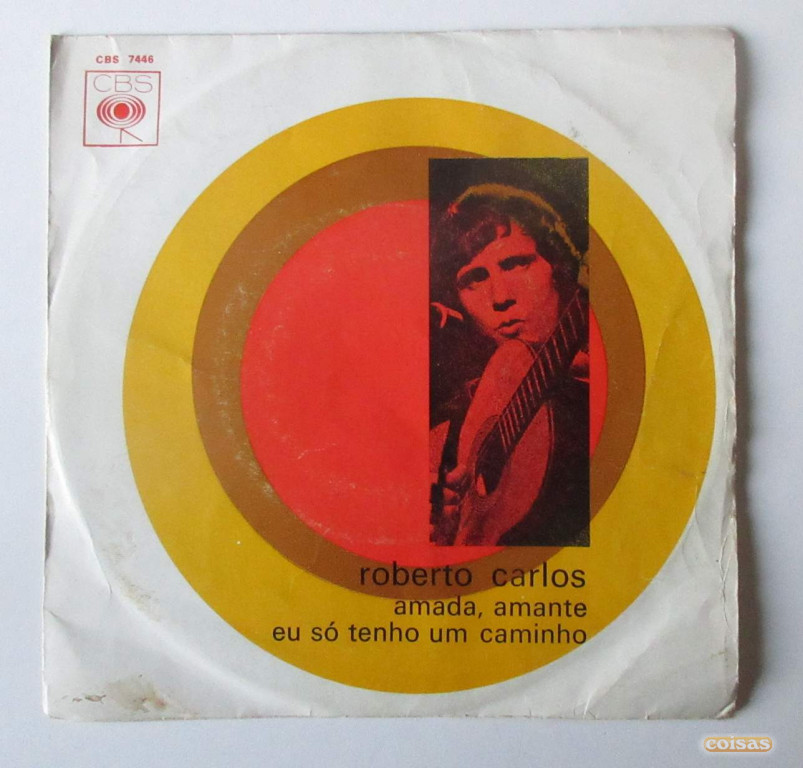 CBS 7446
CBS
roberto carlos
amada, amante
eu só tenho um caminho
coisas